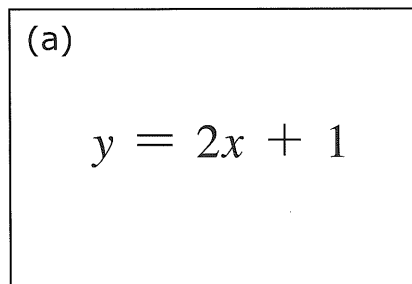 (a)
y = 2x + 1